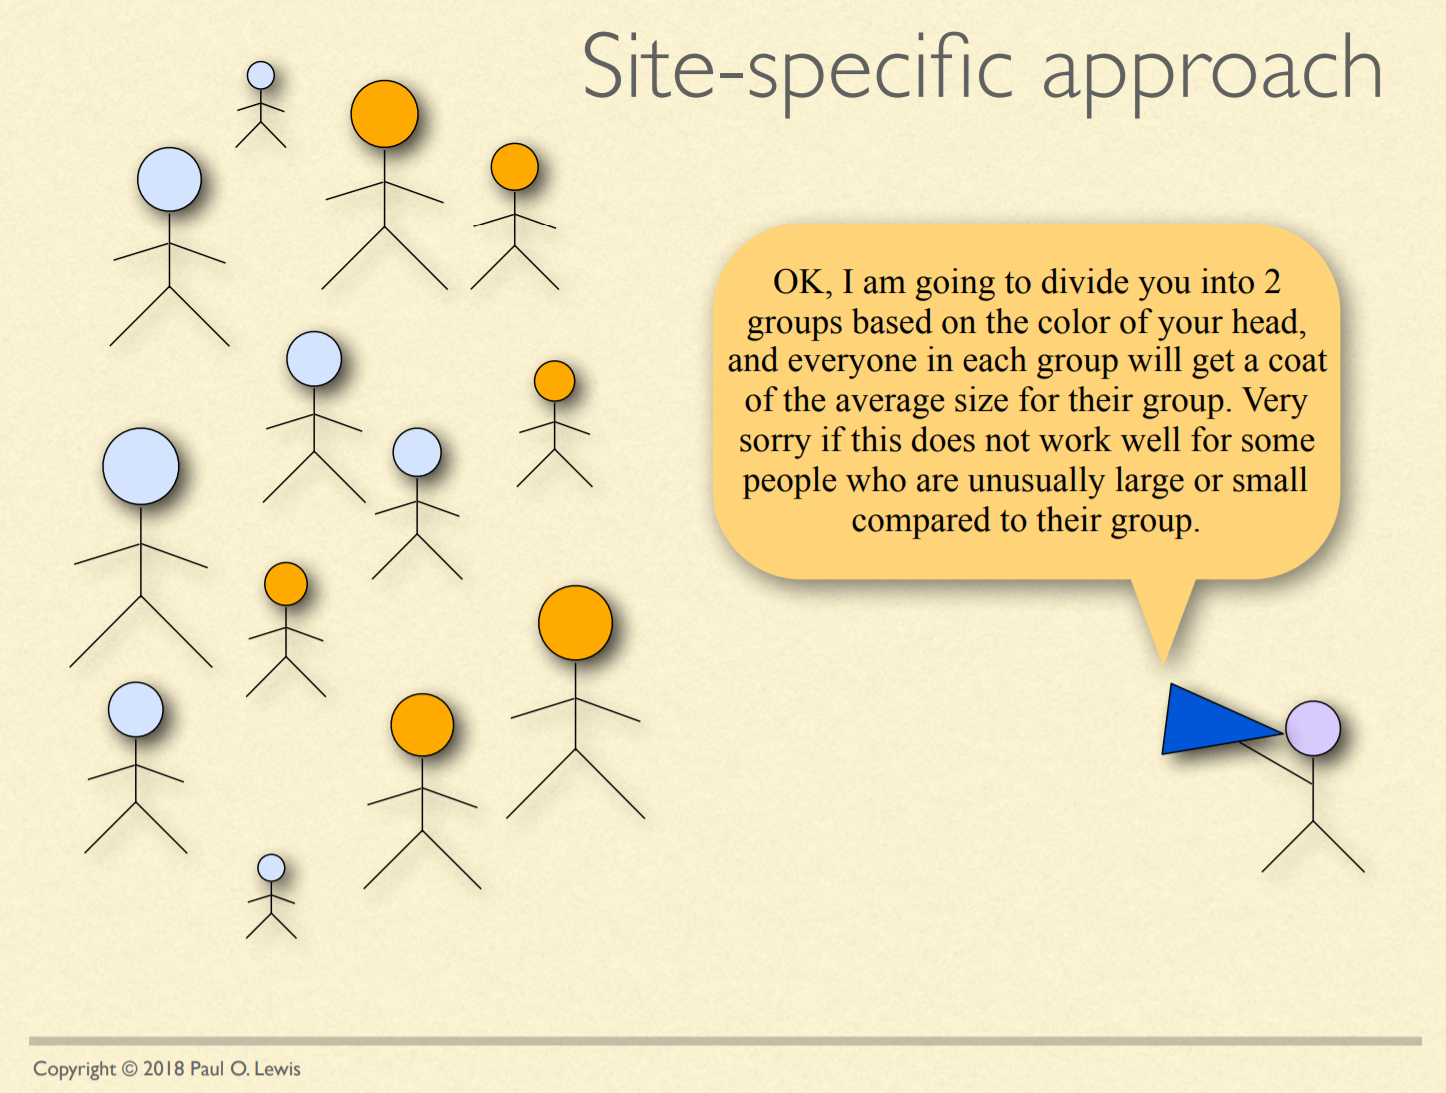 Site-specific approach
OK, I am going to divide you into 2
groups based on the color of your head,
and everyone in each group will get a coat
of the average size for their group. Very
sorry if this does not work well for some
people who are unusually large or small
compared to their group.
Copyright © 2018 Paul O. Lewis